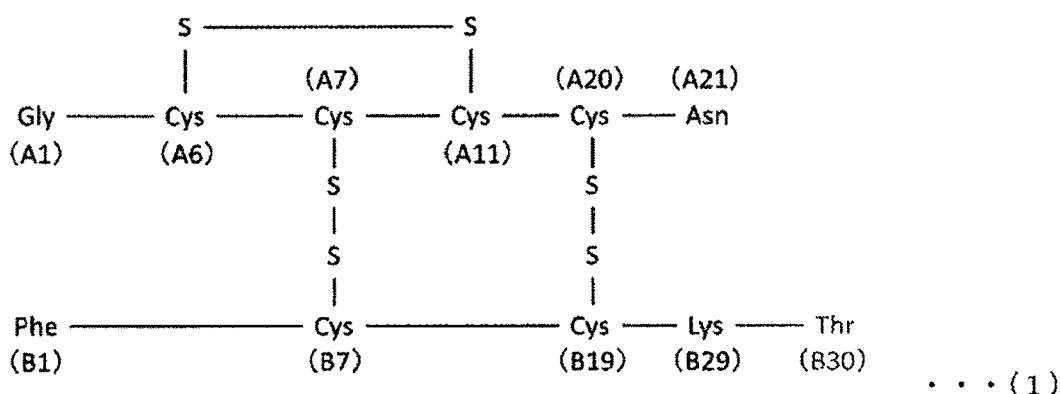 S S
(A7) (A20) (A21)
Gly Cys Cys Cys Cys Asn
(A1) (A6) (A11)
S S
S S
Phe Cys Cys Lys Thr
(B1) (B7) (B19) (B29) (B30)
・・・(1)